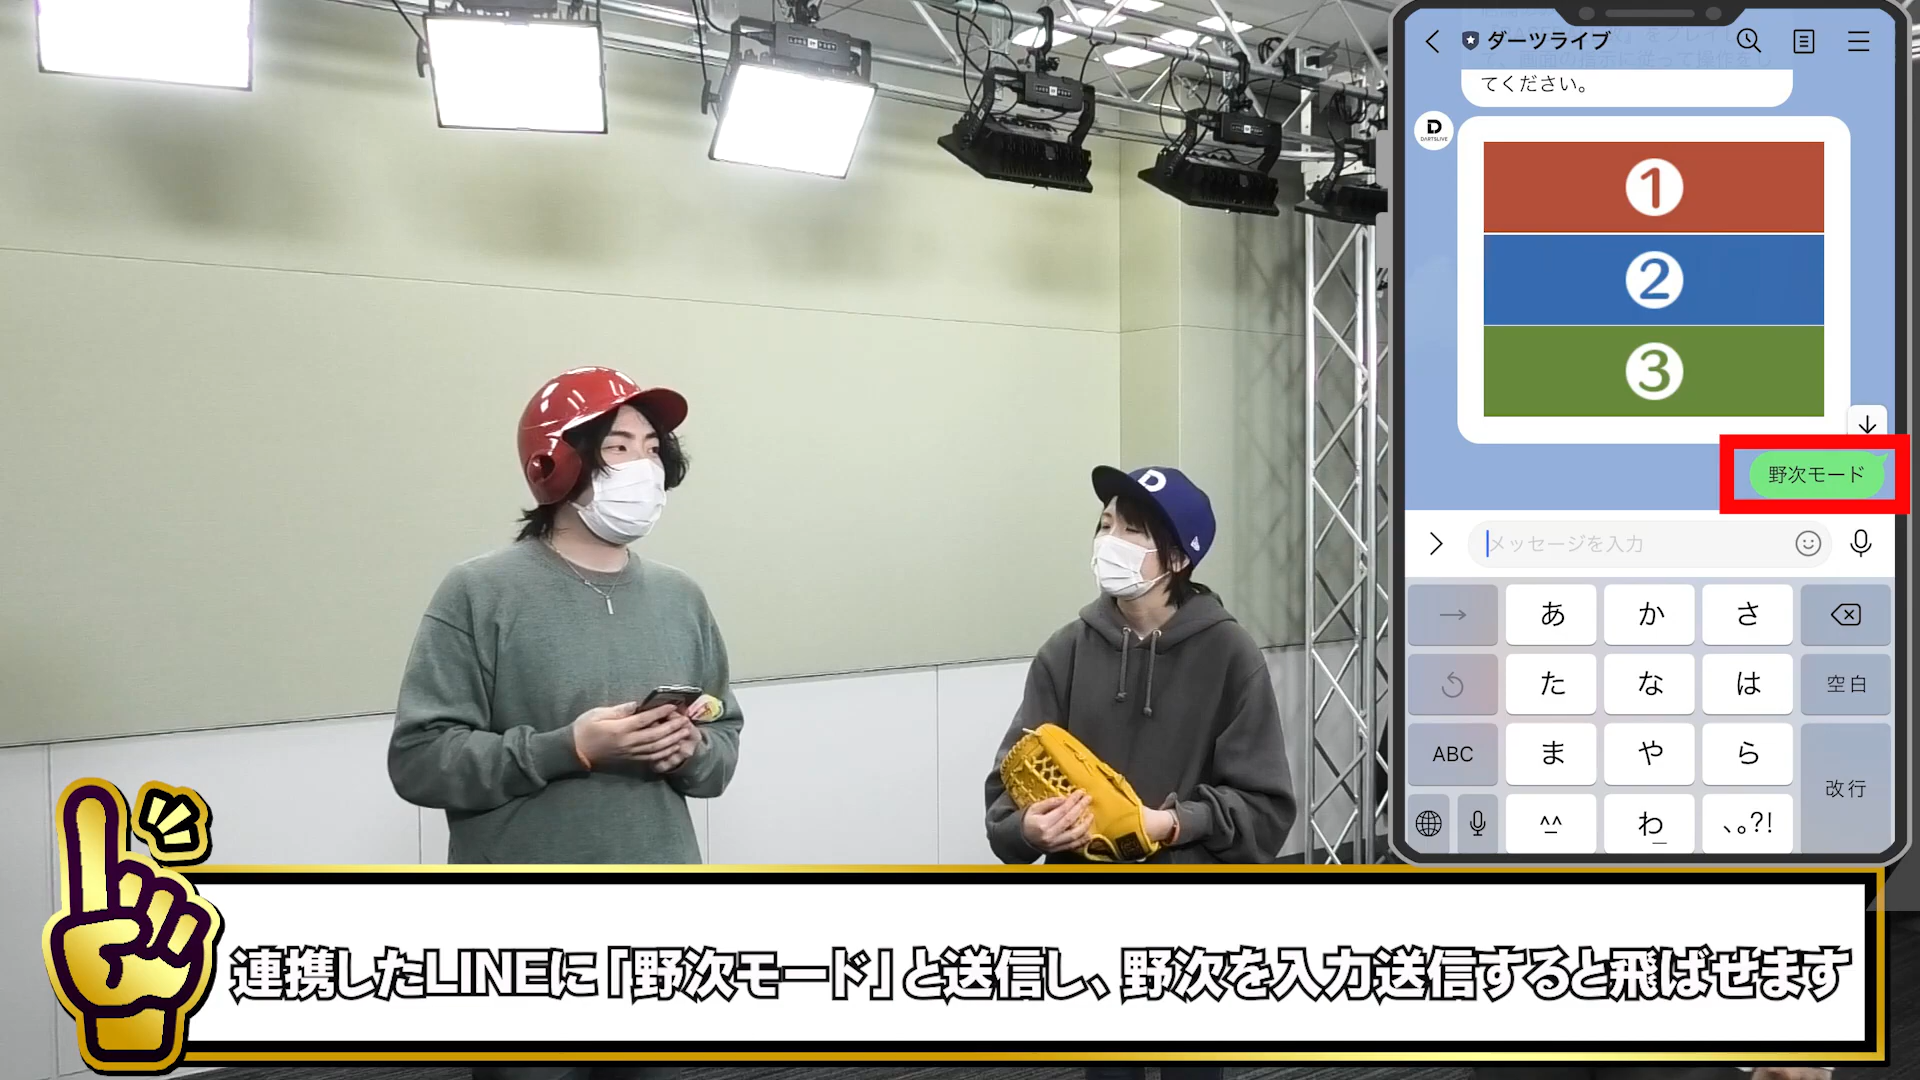 ダーツライブ
てください。
D
DARTSLIVE
1
2
3
野次モード
メッセージを入力
→ あ か さ
た な は 空白
ABC ま や ら
改行
^^ わ 、。?!
D
連携したLINEに「野次モード」と送信し、野次を入力送信すると飛ばせます